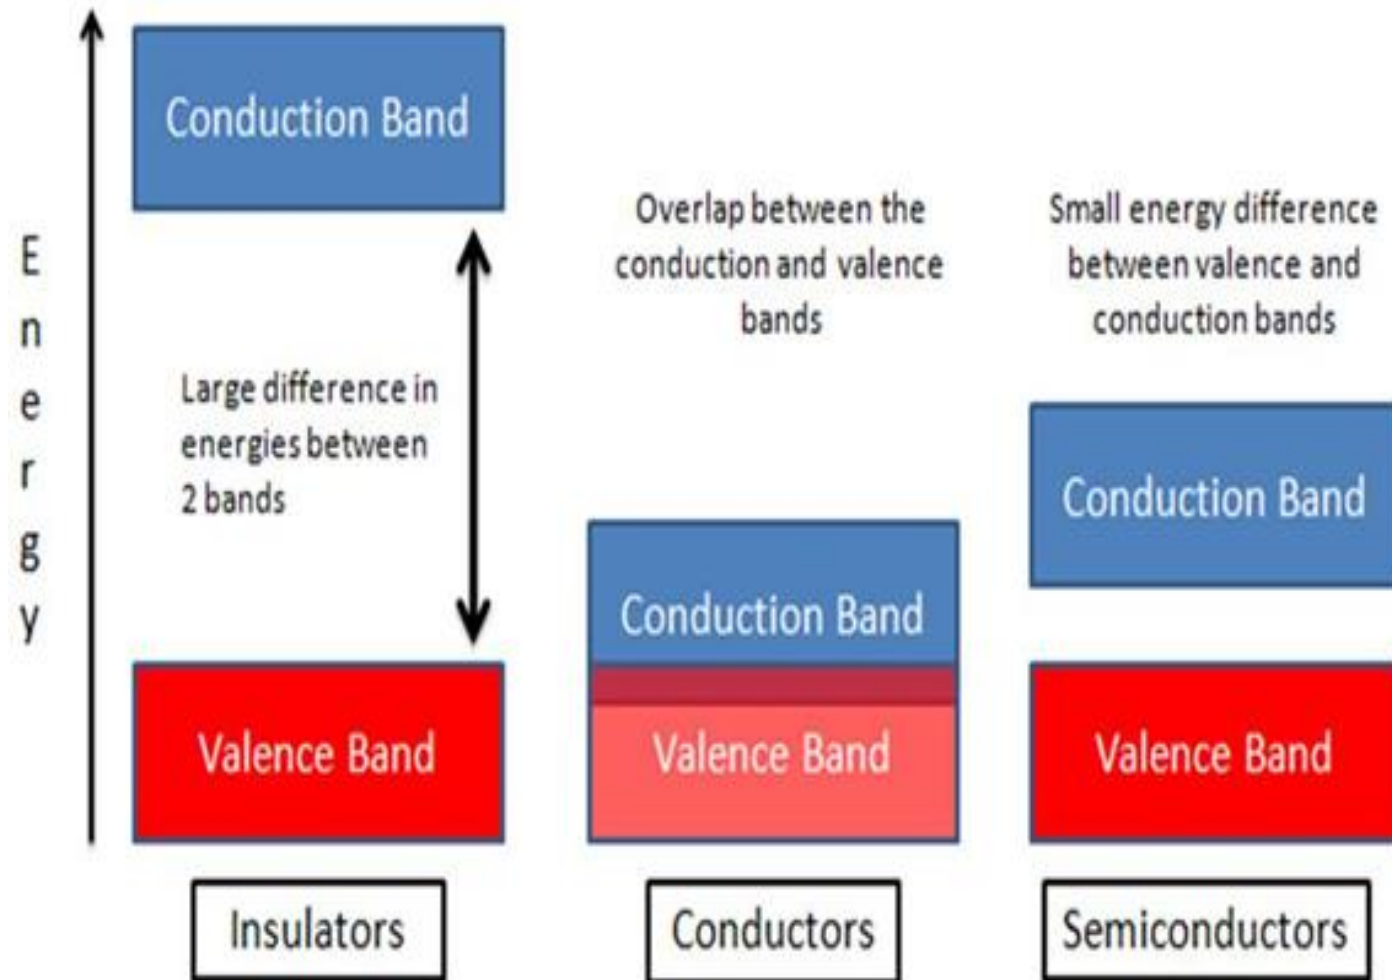 Energy
Conduction Band
Large difference in
energies between
2 bands
Valence Band
Insulators
Overlap between the
conduction and valence
bands
Conduction Band
Valence Band
Conductors
Small energy difference
between valence and
conduction bands
Conduction Band
Valence Band
Semiconductors